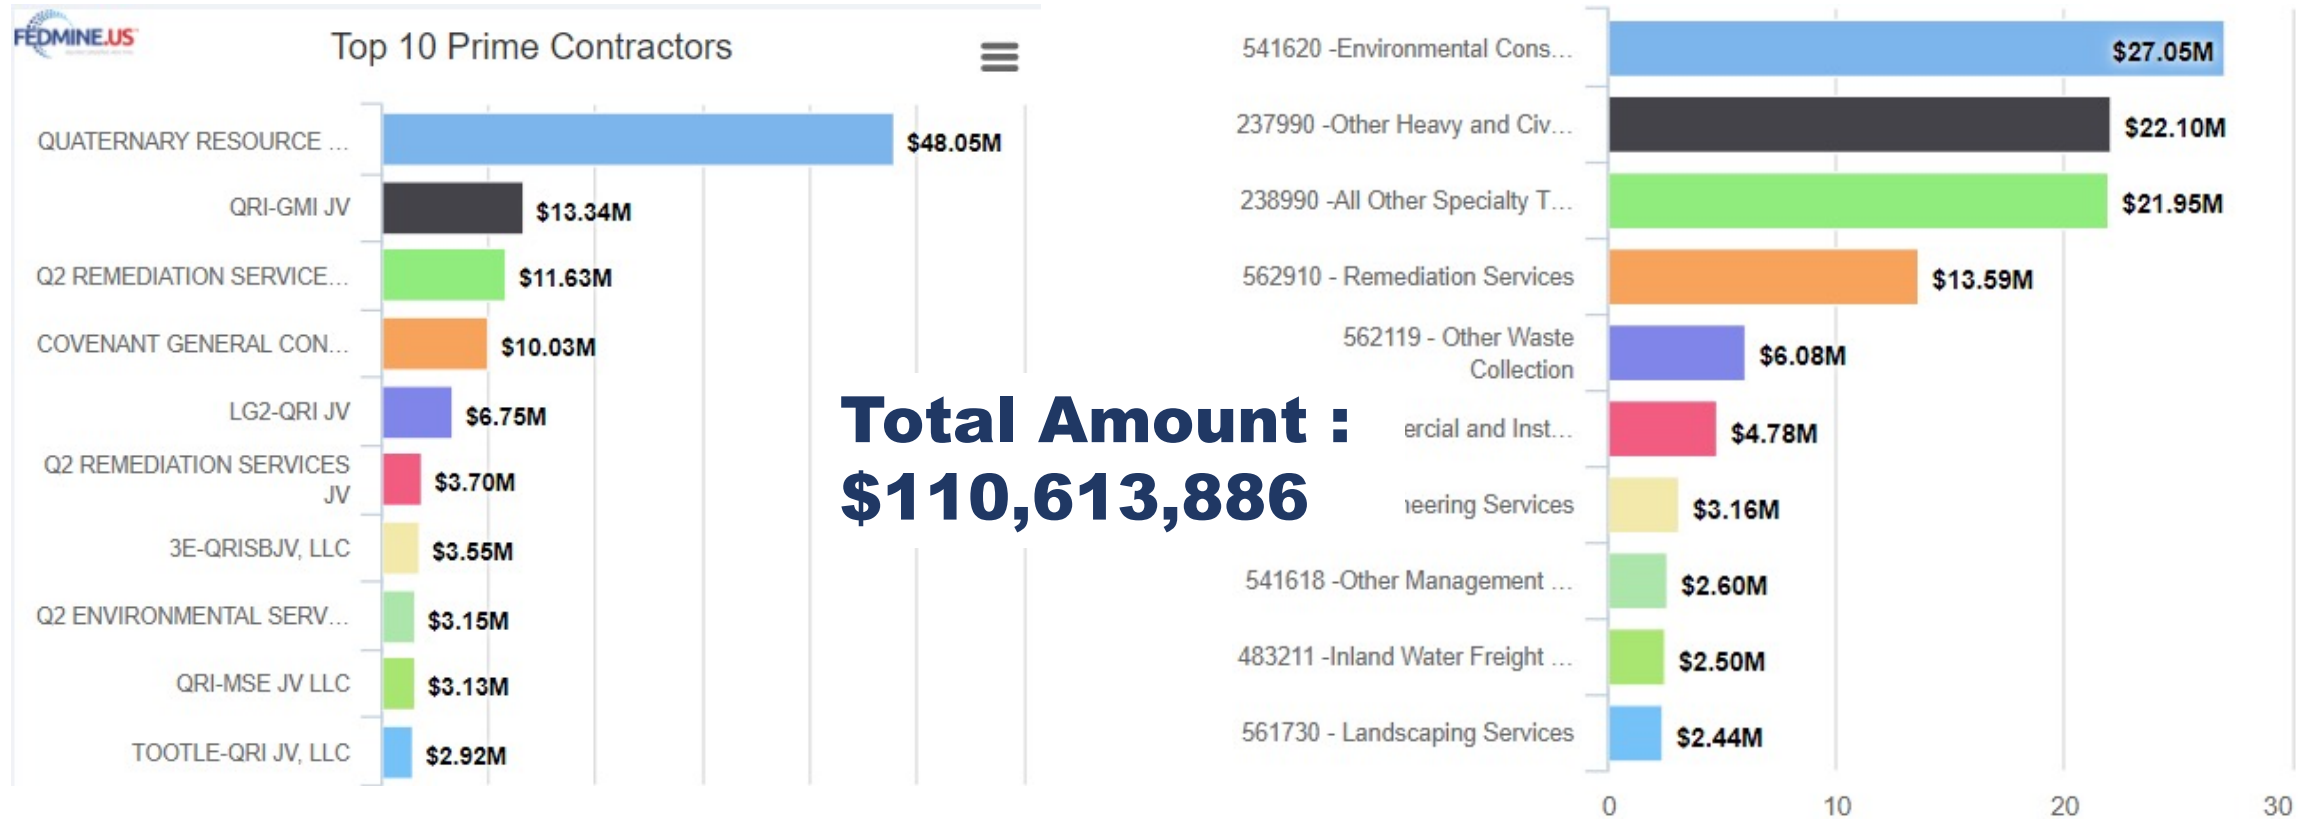 FEDMINE.US
Top 10 Prime Contractors
QUATERNARY RESOURCE ...
$48.05M
QRI-GMI JV
$13.34M
Q2 REMEDIATION SERVICE...
$11.63M
COVENANT GENERAL CON...
$10.03M
LG2-QRI JV
$6.75M
Q2 REMEDIATION SERVICES
JV
$3.70M
3E-QRISBJV, LLC
$3.55M
Q2 ENVIRONMENTAL SERV...
$3.15M
QRI-MSE JV LLC
$3.13M
TOOTLE-QRI JV, LLC
$2.92M
Total Amount :
$110,613,886
541620 -Environmental Cons...
$27.05M
237990 -Other Heavy and Civ...
$22.10M
238990 -All Other Specialty T...
$21.95M
562910 - Remediation Services
$13.59M
562119 - Other Waste
Collection
$6.08M
ercial and Inst...
$4.78M
neering Services
$3.16M
541618 -Other Management ...
$2.60M
483211 -Inland Water Freight ...
$2.50M
561730 - Landscaping Services
$2.44M
0 10 20 30